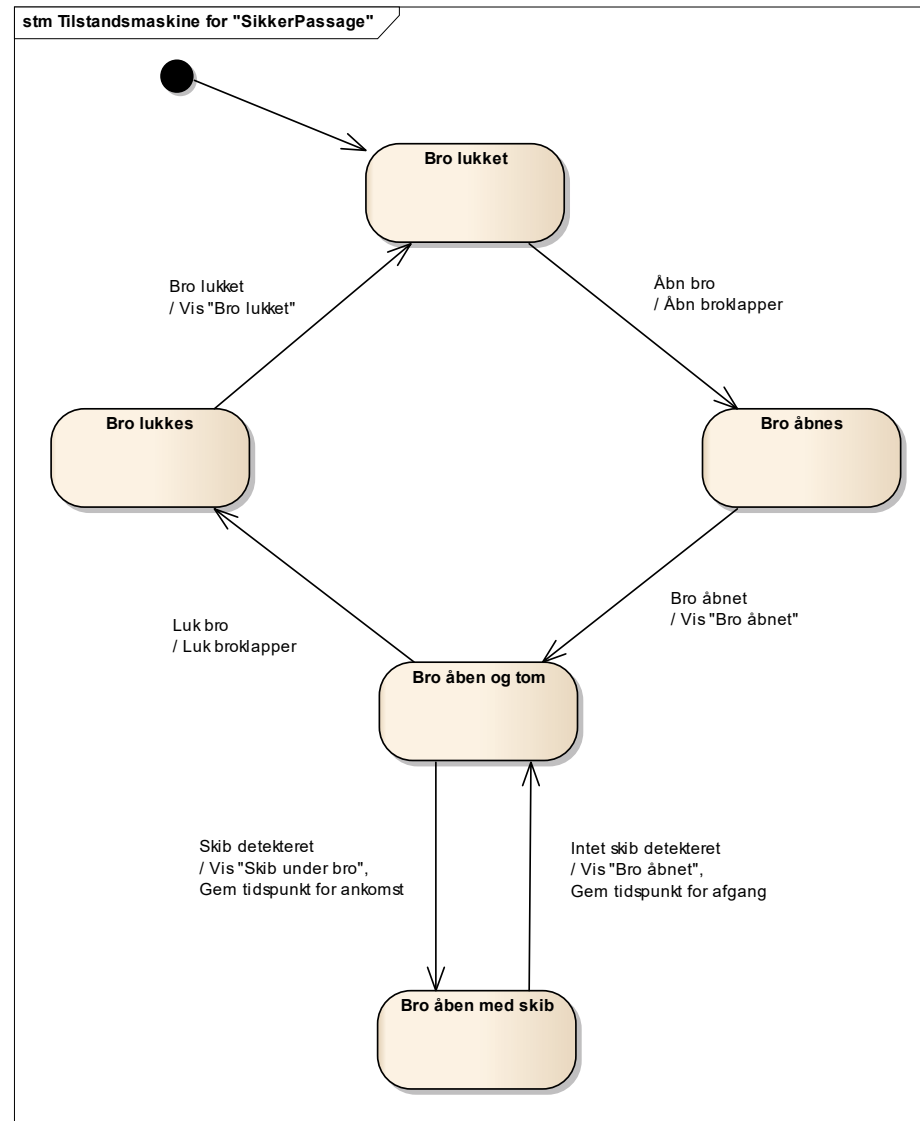 stm Tilstandsmaskine for "SikkerPassage"
Bro lukket
Bro lukket
/ Vis "Bro lukket"
Åbn bro
/ Åbn broklapper
Bro lukkes
Bro åbnes
Luk bro
/ Luk broklapper
Bro åbnet
/ Vis "Bro åbnet"
Bro åben og tom
Skib detekteret
/ Vis "Skib under bro",
Gem tidspunkt for ankomst
Intet skib detekteret
/ Vis "Bro åbnet",
Gem tidspunkt for afgang
Bro åben med skib